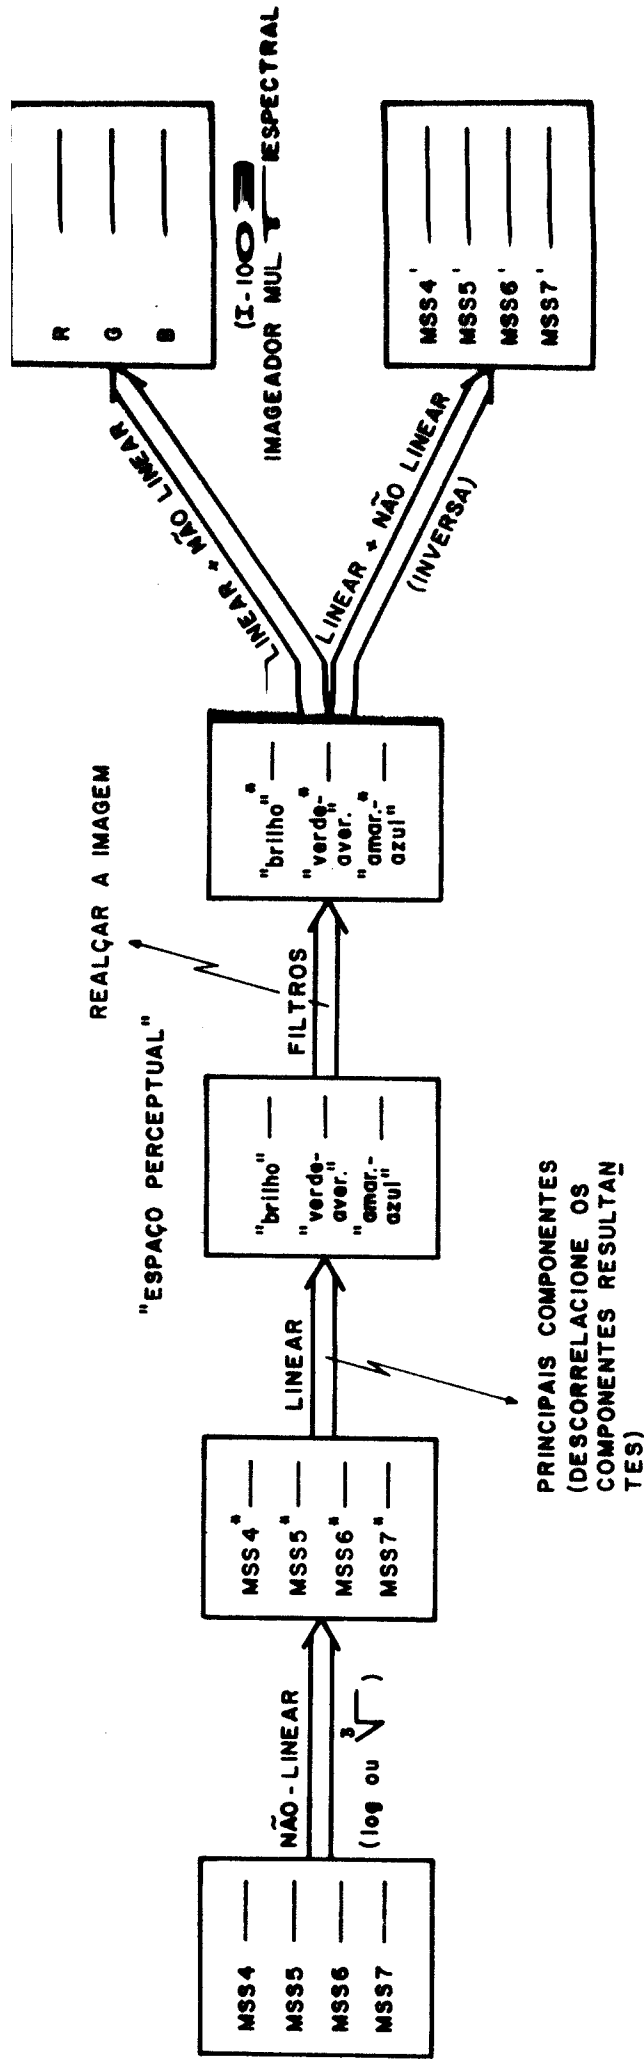 MSS4
MSS5
MSS6
MSS7
NÃO-LINEAR
(log ou ³√ )
MSS4*
MSS5*
MSS6*
MSS7*
LINEAR
PRINCIPAIS COMPONENTES
(DESCORRELACIONE OS
COMPONENTES RESULTAN
TES)
"ESPAÇO PERCEPTUAL"
"brilho"
"verde-
aver."
"amar.-
azul"
FILTROS
REALÇAR A IMAGEM
"brilho"*
"verde-*
aver."
"amar.-*
azul"
LINEAR + NÃO LINEAR
R
G
B
(I-100
IMAGEADOR
LINEAR + NÃO LINEAR
(INVERSA)
MSS4'
MSS5'
MSS6'
MSS7'